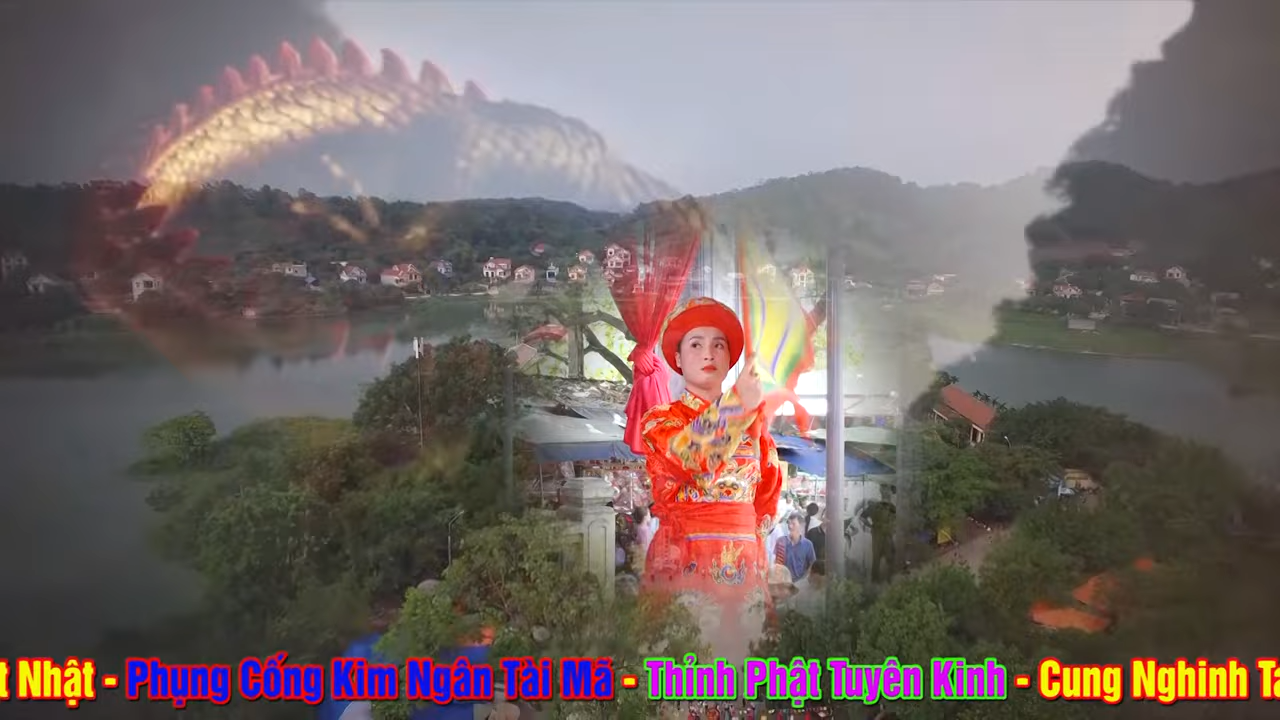 Nhật - Phụng Cống Kim Ngân Tài Mã - Thỉnh Phật Tuyên Kinh - Cung Nghinh